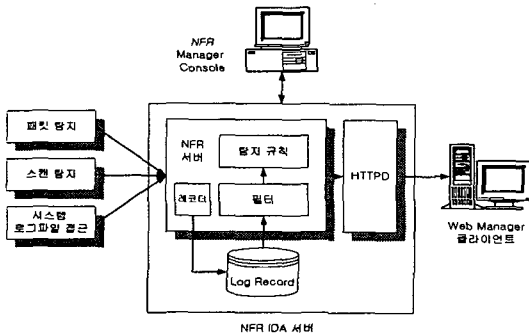 NFR
Manager
Console
패킷 탐지
스캔 탐지
시스템
로그파일 접근
NFR
서버
탐지 규칙
레코더
필터
HTTPD
Log Record
Web Manager
클라이언트
NFR IDA 서버